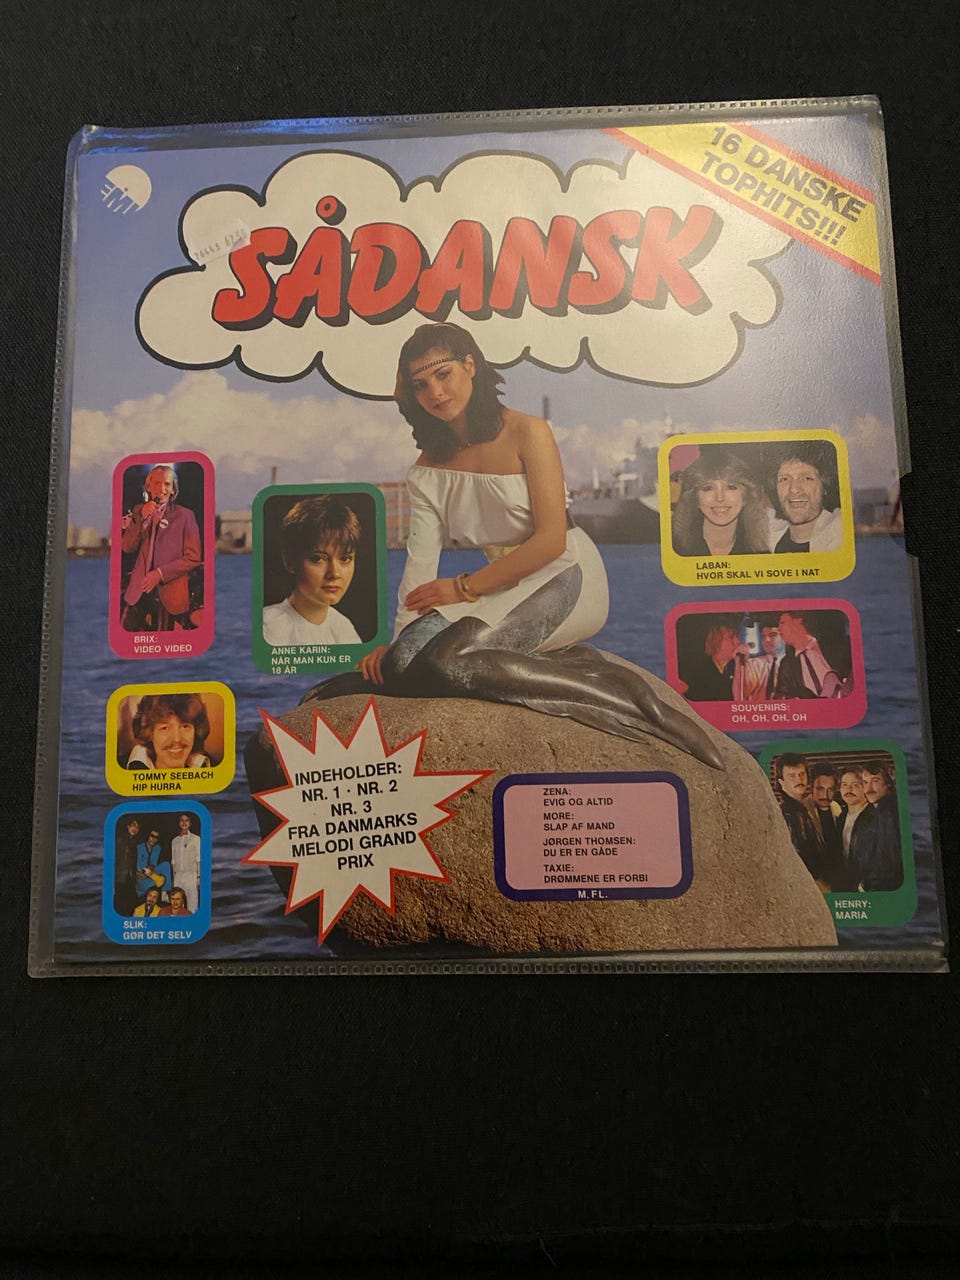 EMI
16 DANSKE
TOPHITS!!!
SÅDANSK
BRIX:
VIDEO VIDEO
ANNE KARIN:
NÅR MAN KUN ER
18 ÅR
LABAN:
HVOR SKAL VI SOVE I NAT
SOUVENIRS:
OH, OH, OH, OH
TOMMY SEEBACH
HIP HURRA
INDEHOLDER:
NR. 1 · NR. 2
NR. 3
FRA DANMARKS
MELODI GRAND
PRIX
ZENA:
EVIG OG ALTID
MORE:
SLAP AF MAND
JØRGEN THOMSEN:
DU ER EN GÅDE
TAXIE:
DRØMMENE ER FORBI
M. FL.
SLIK:
GØR DET SELV
HENRY:
MARIA